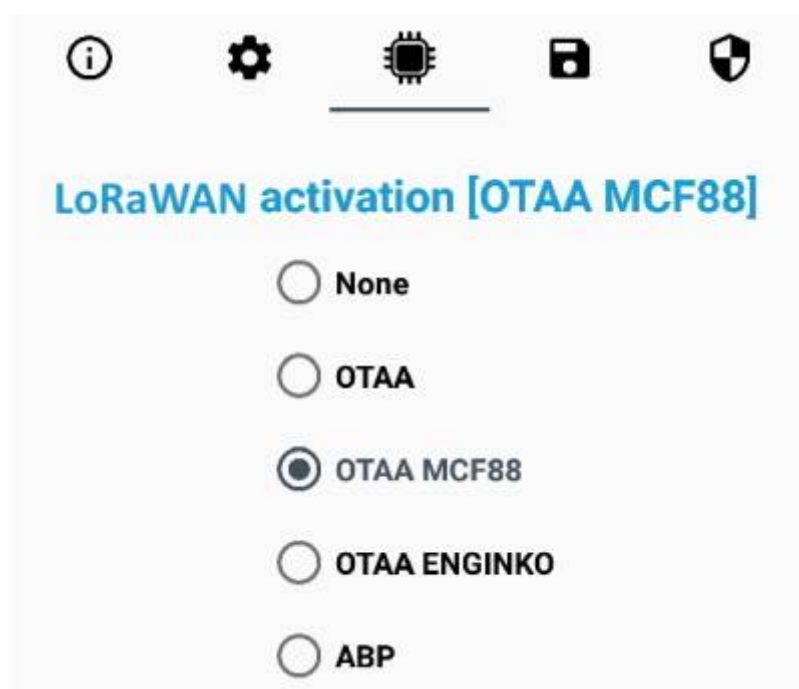 LoRaWAN activation [OTAA MCF88]
None
OTAA
OTAA MCF88
OTAA ENGINKO
ABP